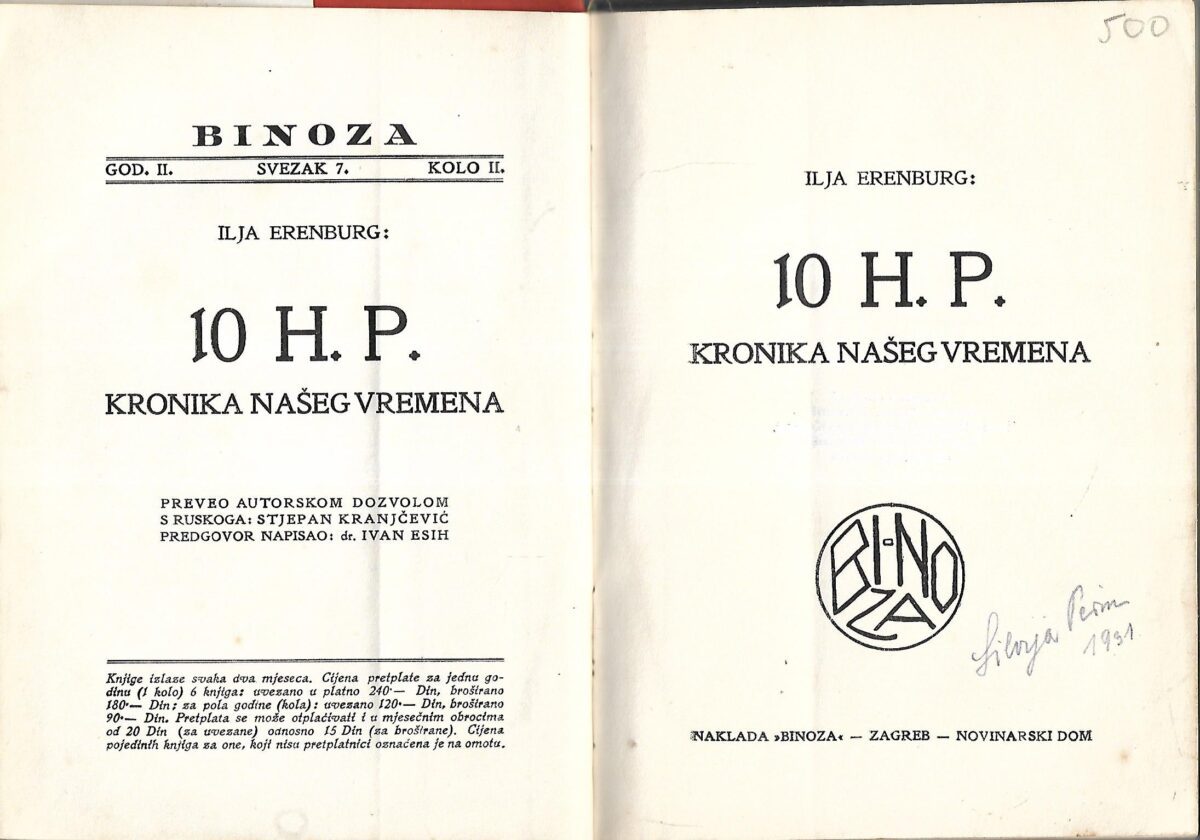 BINOZA
GOD. II. SVEZAK 7. KOLO II.
ILJA ERENBURG:
10 H. P.
KRONIKA NAŠEG VREMENA
PREVEO AUTORSKOM DOZVOLOM
S RUSKOGA: STJEPAN KRANJČEVIĆ
PREDGOVOR NAPISAO: dr. IVAN ESIH
Knjige izlaze svaka dva mjeseca. Cijena pretplate za jednu go-
dinu (1 kolo) 6 knjiga: uvezano u platno 240·— Din, broširano
180·— Din; za pola godine (kola): uvezano 120·— Din, broširano
90·— Din. Pretplata se može otplaćivati i u mjesečnim obrocima
od 20 Din (za uvezane) odnosno 15 Din (za broširane). Cijena
pojedinih knjiga za one, koji nisu pretplatnici označena je na omotu.
500
ILJA ERENBURG:
10 H. P.
KRONIKA NAŠEG VREMENA
BI-NO
ZA
1931
NAKLADA »BINOZA« — ZAGREB — NOVINARSKI DOM